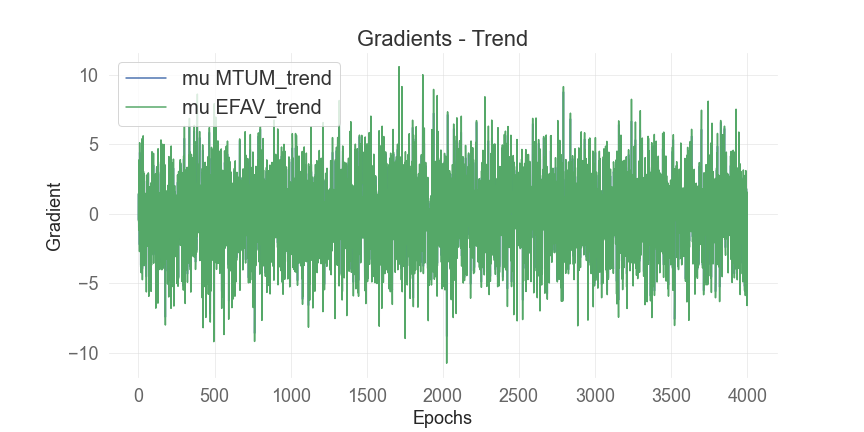 Gradients - Trend
mu MTUM_trend
mu EFAV_trend
10
5
0
−5
−10
Gradient
0 500 1000 1500 2000 2500 3000 3500 4000
Epochs